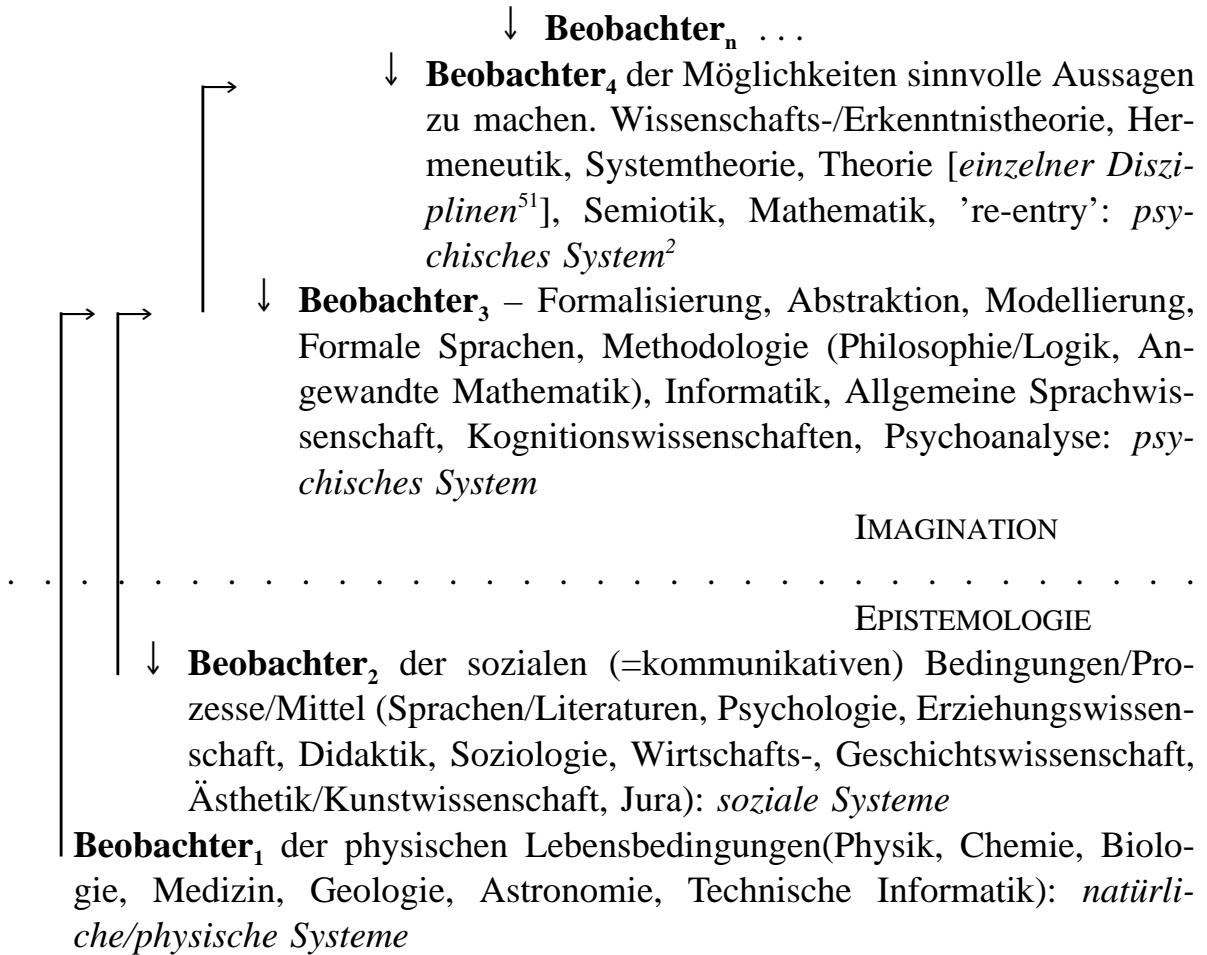 ↓ Beobachterₙ . . .
↓ Beobachter₄ der Möglichkeiten sinnvolle Aussagen
zu machen. Wissenschafts-/Erkenntnistheorie, Her-
meneutik, Systemtheorie, Theorie [einzelner Diszi-
plinen⁵¹], Semiotik, Mathematik, ’re-entry’: psy-
chisches System²
↓ Beobachter₃ – Formalisierung, Abstraktion, Modellierung,
Formale Sprachen, Methodologie (Philosophie/Logik, An-
gewandte Mathematik), Informatik, Allgemeine Sprachwis-
senschaft, Kognitionswissenschaften, Psychoanalyse: psy-
chisches System
IMAGINATION
. . . . . . . . . . . . . . . . . . . . . . . . . . . . . . . . .
EPISTEMOLOGIE
↓ Beobachter₂ der sozialen (=kommunikativen) Bedingungen/Pro-
zesse/Mittel (Sprachen/Literaturen, Psychologie, Erziehungswissen-
schaft, Didaktik, Soziologie, Wirtschafts-, Geschichtswissenschaft,
Ästhetik/Kunstwissenschaft, Jura): soziale Systeme
Beobachter₁ der physischen Lebensbedingungen(Physik, Chemie, Biolo-
gie, Medizin, Geologie, Astronomie, Technische Informatik): natürli-
che/physische Systeme